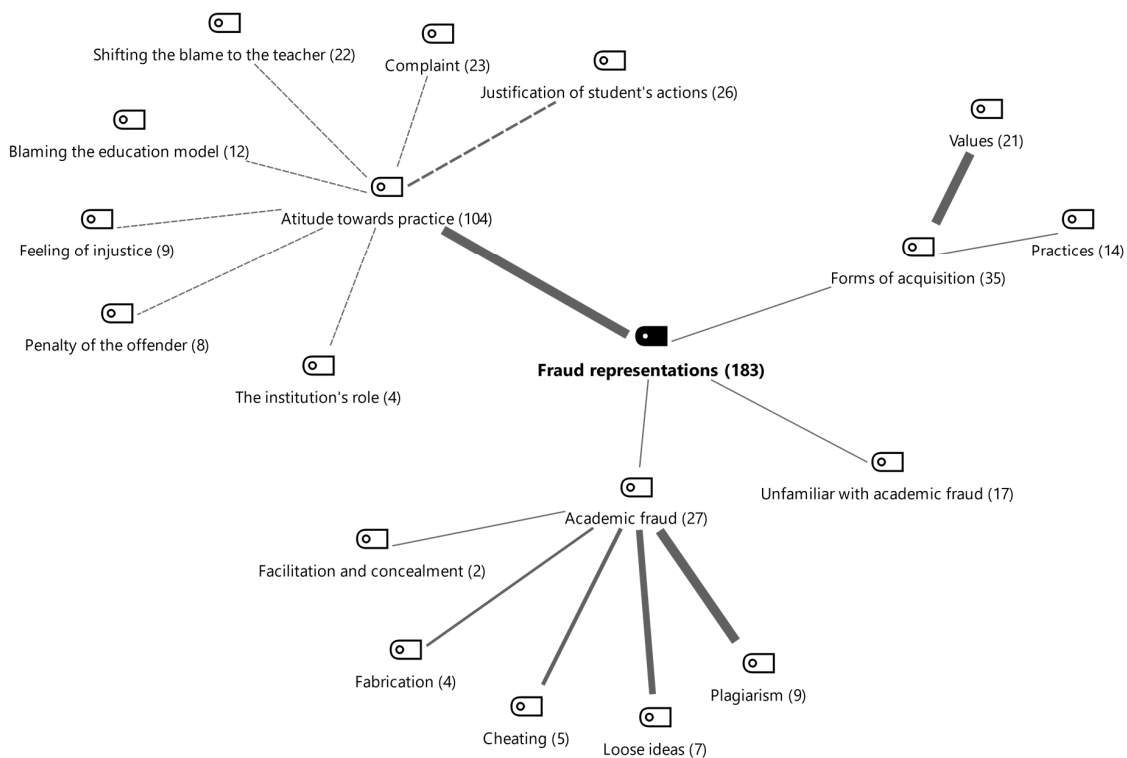 Shifting the blame to the teacher (22)
Complaint (23)
Justification of student's actions (26)
Values (21)
Blaming the education model (12)
Atitude towards practice (104)
Feeling of injustice (9)
Practices (14)
Forms of acquisition (35)
Penalty of the offender (8)
Fraud representations (183)
The institution's role (4)
Unfamiliar with academic fraud (17)
Academic fraud (27)
Facilitation and concealment (2)
Fabrication (4)
Plagiarism (9)
Cheating (5)
Loose ideas (7)